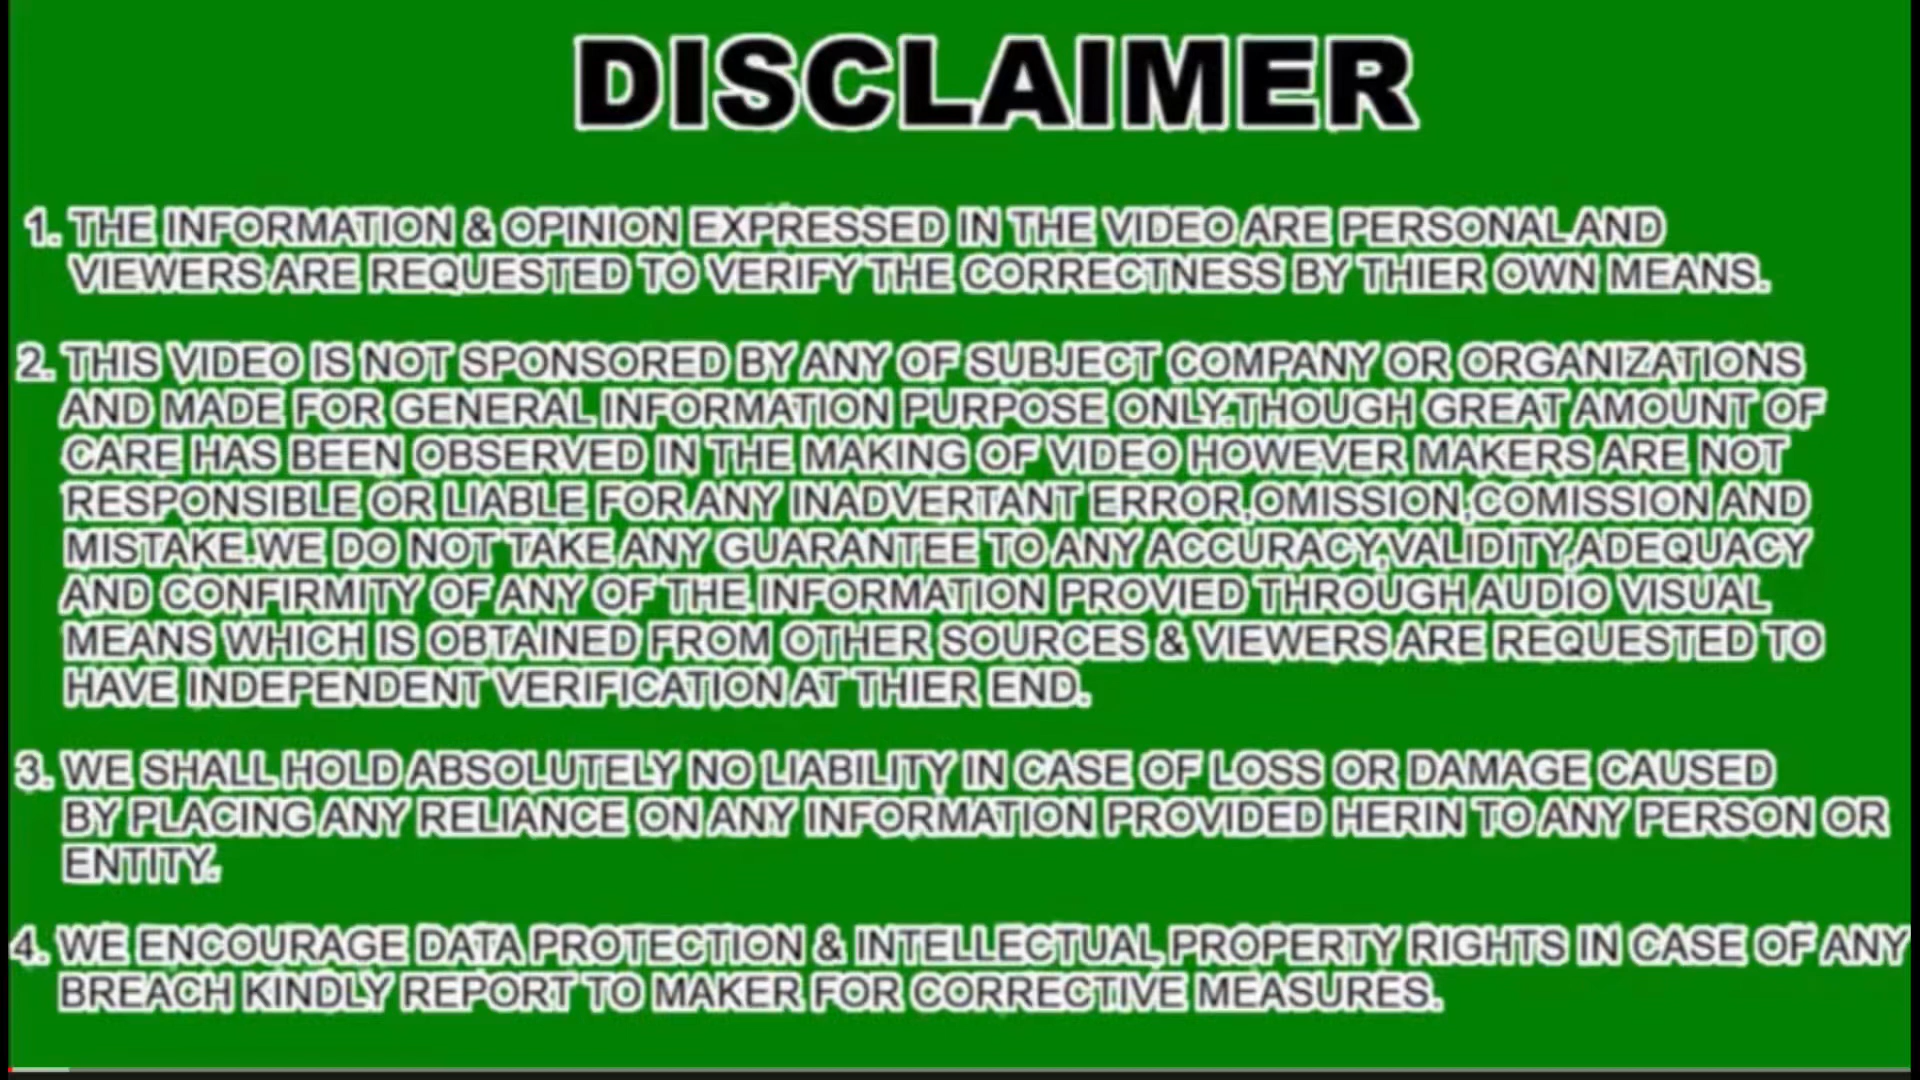 DISCLAIMER
1. THE INFORMATION & OPINION EXPRESSED IN THE VIDEO ARE PERSONAL AND
VIEWERS ARE REQUESTED TO VERIFY THE CORRECTNESS BY THIER OWN MEANS.
2. THIS VIDEO IS NOT SPONSORED BY ANY OF SUBJECT COMPANY OR ORGANIZATIONS
AND MADE FOR GENERAL INFORMATION PURPOSE ONLY.THOUGH GREAT AMOUNT OF
CARE HAS BEEN OBSERVED IN THE MAKING OF VIDEO HOWEVER MAKERS ARE NOT
RESPONSIBLE OR LIABLE FOR ANY INADVERTANT ERROR,OMISSION,COMISSION AND
MISTAKE.WE DO NOT TAKE ANY GUARANTEE TO ANY ACCURACY,VALIDITY,ADEQUACY
AND CONFIRMITY OF ANY OF THE INFORMATION PROVIED THROUGH AUDIO VISUAL
MEANS WHICH IS OBTAINED FROM OTHER SOURCES & VIEWERS ARE REQUESTED TO
HAVE INDEPENDENT VERIFICATION AT THIER END.
3. WE SHALL HOLD ABSOLUTELY NO LIABILITY IN CASE OF LOSS OR DAMAGE CAUSED
BY PLACING ANY RELIANCE ON ANY INFORMATION PROVIDED HERIN TO ANY PERSON OR
ENTITY.
4. WE ENCOURAGE DATA PROTECTION & INTELLECTUAL PROPERTY RIGHTS IN CASE OF ANY
BREACH KINDLY REPORT TO MAKER FOR CORRECTIVE MEASURES.